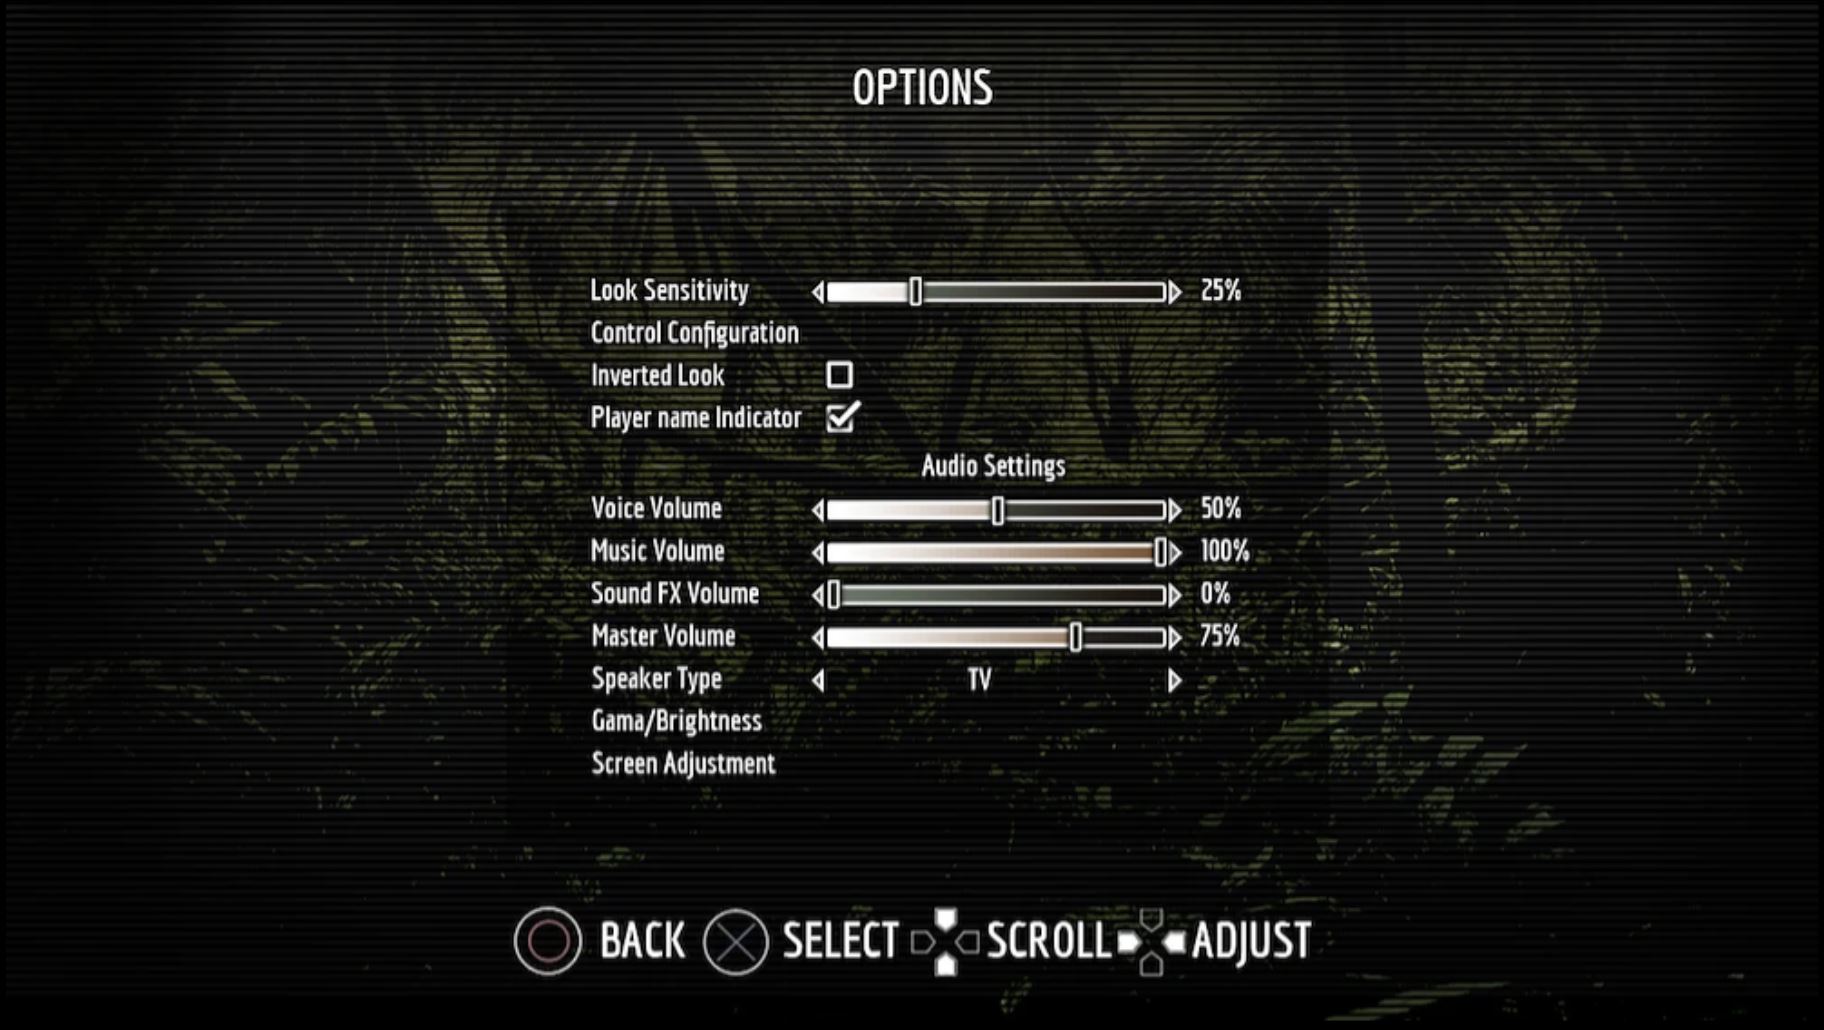 OPTIONS
Look Sensitivity 25%
Control Configuration
Inverted Look
Player name Indicator
Audio Settings
Voice Volume 50%
Music Volume 100%
Sound FX Volume 0%
Master Volume 75%
Speaker Type TV
Gama/Brightness
Screen Adjustment
BACK SELECT SCROLL ADJUST